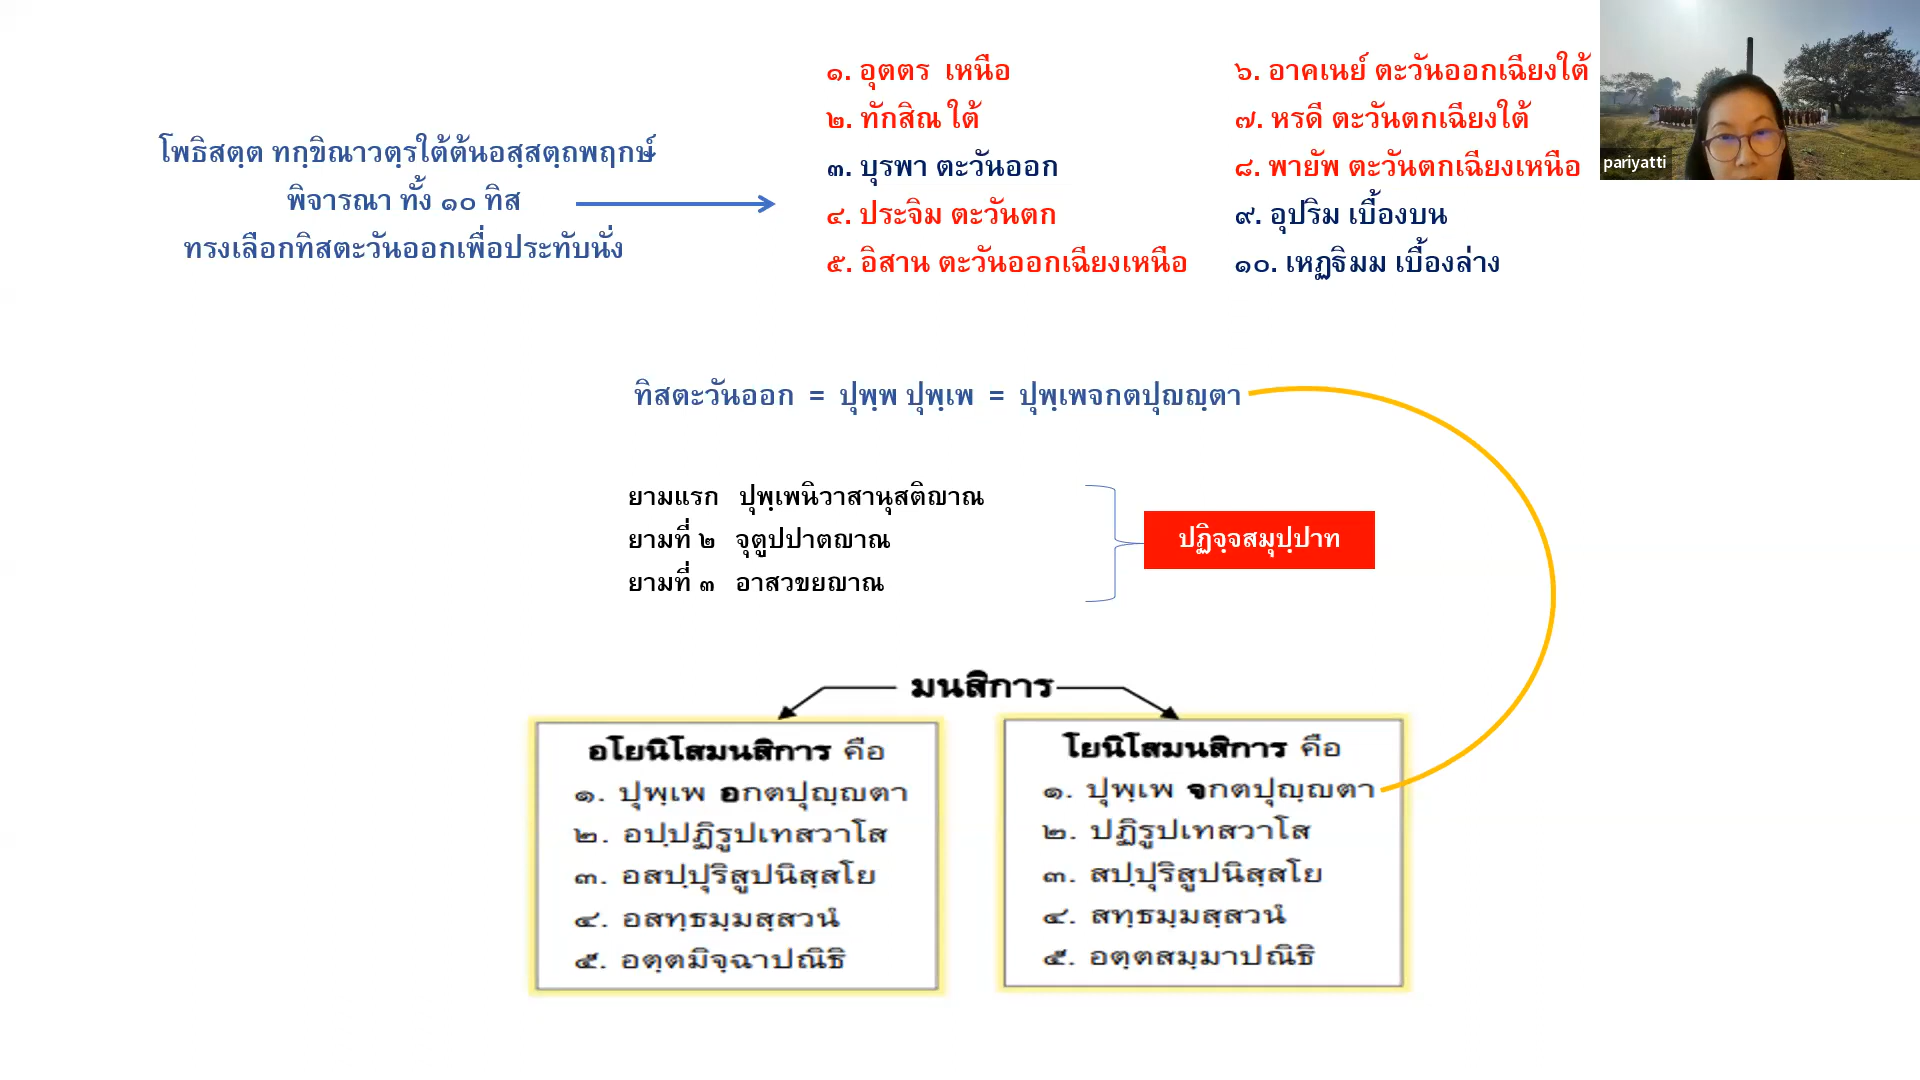 โพธิสตฺต ทกฺขิณาวตฺรใต้ต้นอสฺสตฺถพฤกษ์
พิจารณา ทั้ง ๑๐ ทิส
ทรงเลือกทิสตะวันออกเพื่อประทับนั่ง
๑. อุตตร เหนือ
๒. ทักสิณ ใต้
๓. บุรพา ตะวันออก
๔. ประจิม ตะวันตก
๕. อิสาน ตะวันออกเฉียงเหนือ
๖. อาคเนย์ ตะวันออกเฉียงใต้
๗. หรดี ตะวันตกเฉียงใต้
๘. พายัพ ตะวันตกเฉียงเหนือ
๙. อุปริม เบื้องบน
๑๐. เหฏฐิมม เบื้องล่าง
pariyatti
ทิสตะวันออก = ปุพฺพ ปุพฺเพ = ปุพฺเพจกตปุญฺญตา
ยามแรก ปุพฺเพนิวาสานุสติญาณ
ยามที่ ๒ จุตูปปาตญาณ
ยามที่ ๓ อาสวขยญาณ
ปฏิจฺจสมุปฺปาท
มนสิการ
อโยนิโสมนสิการ คือ
๑. ปุพฺเพ อกตปุญฺญตา
๒. อปฺปฏิรูปเทสวาโส
๓. อสปฺปุริสูปนิสฺสโย
๔. อสทฺธมฺมสฺสวนํ
๕. อตฺตมิจฺฉาปณิธิ
โยนิโสมนสิการ คือ
๑. ปุพฺเพ จกตปุญฺญตา
๒. ปฏิรูปเทสวาโส
๓. สปฺปุริสูปนิสฺสโย
๔. สทฺธมฺมสฺสวนํ
๕. อตฺตสมฺมาปณิธิ